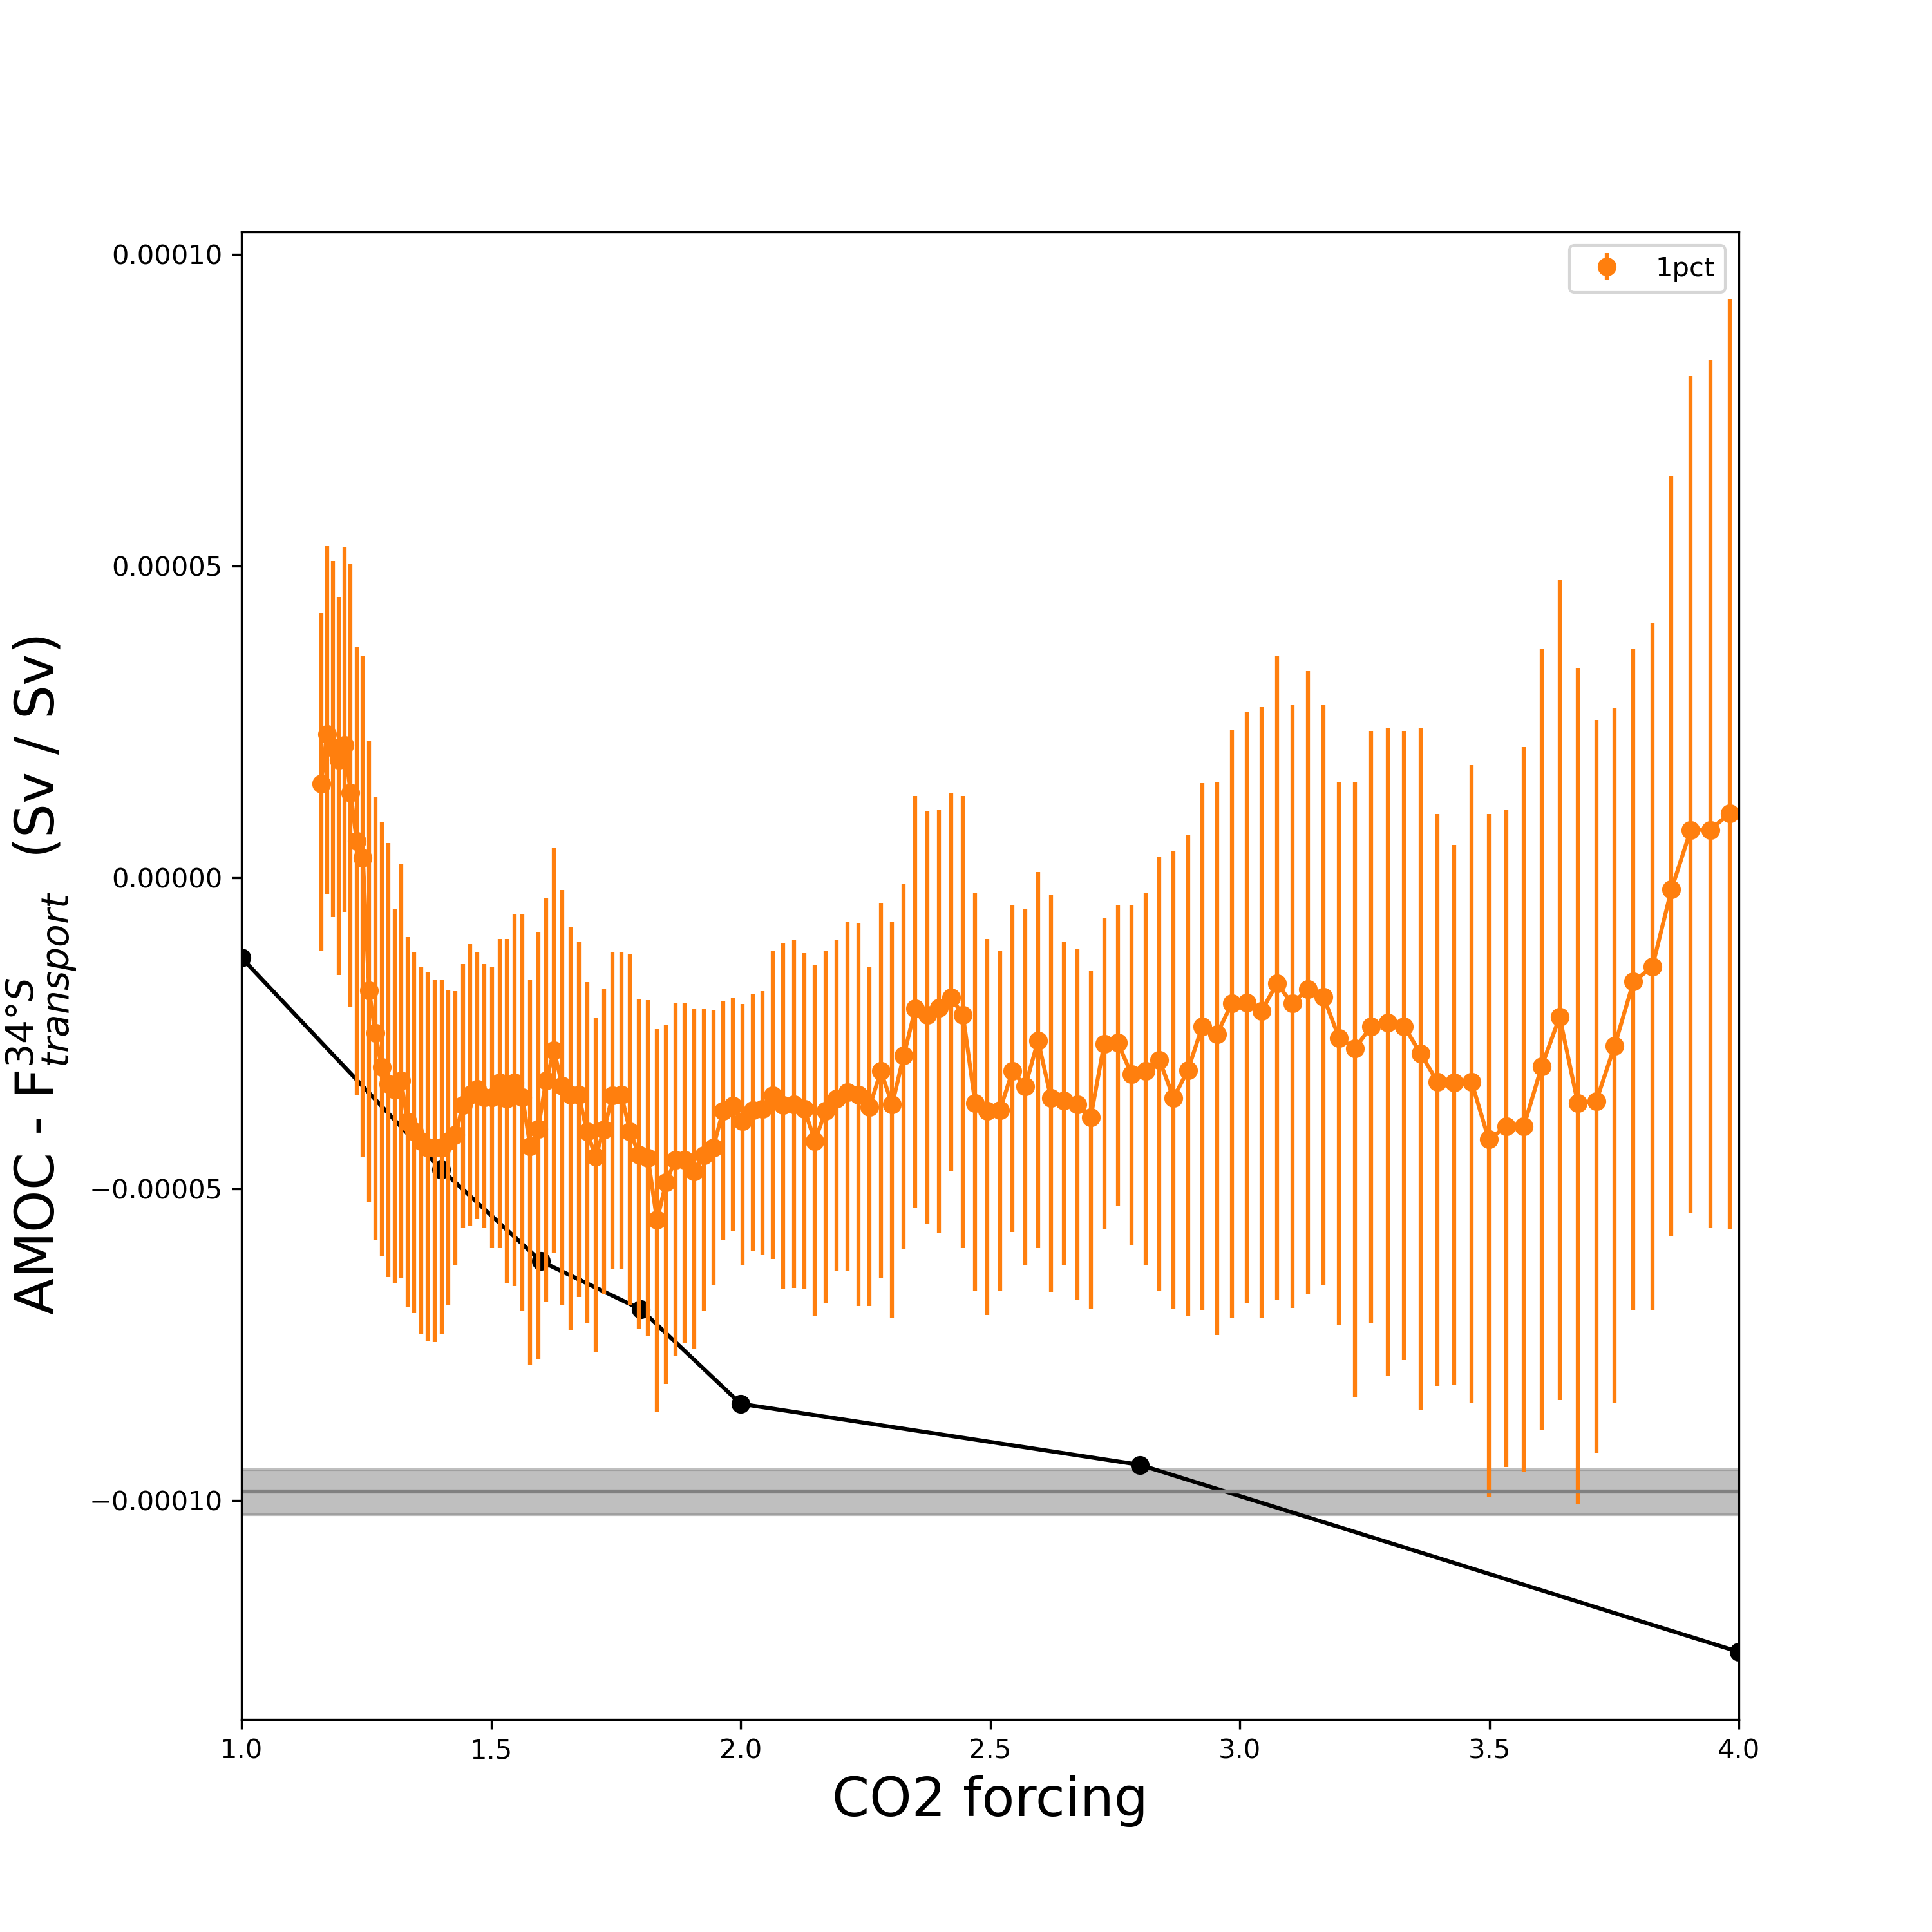 1pct
0.00010
0.00005
0.00000
−0.00005
−0.00010
AMOC - F^{34°S}_{transport} (Sv / Sv)
1.0 1.5 2.0 2.5 3.0 3.5 4.0
CO2 forcing